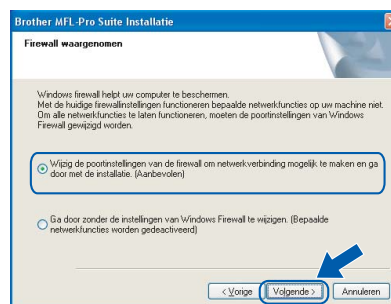 Brother MFL-Pro Suite Installatie
Firewall waargenomen
Windows firewall helpt uw computer te beschermen.
Met de huidige firewallinstellingen functioneren bepaalde netwerkfuncties op uw machine niet.
Om alle netwerkfuncties te laten functioneren, moeten de poortinstellingen van Windows
Firewall gewijzigd worden.
Wijzig de poortinstellingen van de firewall om netwerkverbinding mogelijk te maken en ga
door met de installatie. (Aanbevolen)
Ga door zonder de instellingen van Windows Firewall te wijzigen. (Bepaalde
netwerkfuncties worden gedeactiveerd)
< Vorige
Volgende >
Annuleren